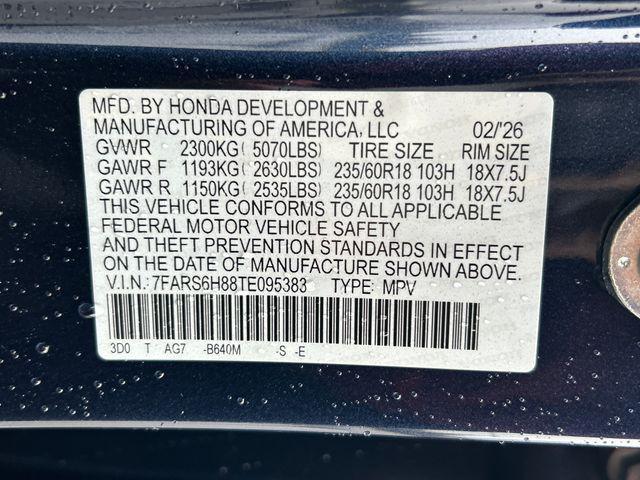 MFD. BY HONDA DEVELOPMENT &
MANUFACTURING OF AMERICA, LLC 02/'26
GVWR 2300KG( 5070LBS) TIRE SIZE RIM SIZE
GAWR F 1193KG( 2630LBS) 235/60R18 103H 18X7.5J
GAWR R 1150KG( 2535LBS) 235/60R18 103H 18X7.5J
THIS VEHICLE CONFORMS TO ALL APPLICABLE
FEDERAL MOTOR VEHICLE SAFETY
AND THEFT PREVENTION STANDARDS IN EFFECT
ON THE DATE OF MANUFACTURE SHOWN ABOVE.
V.I.N.: 7FARS6H88TE095383 TYPE: MPV
3D0 T AG7 -B640M -S -E